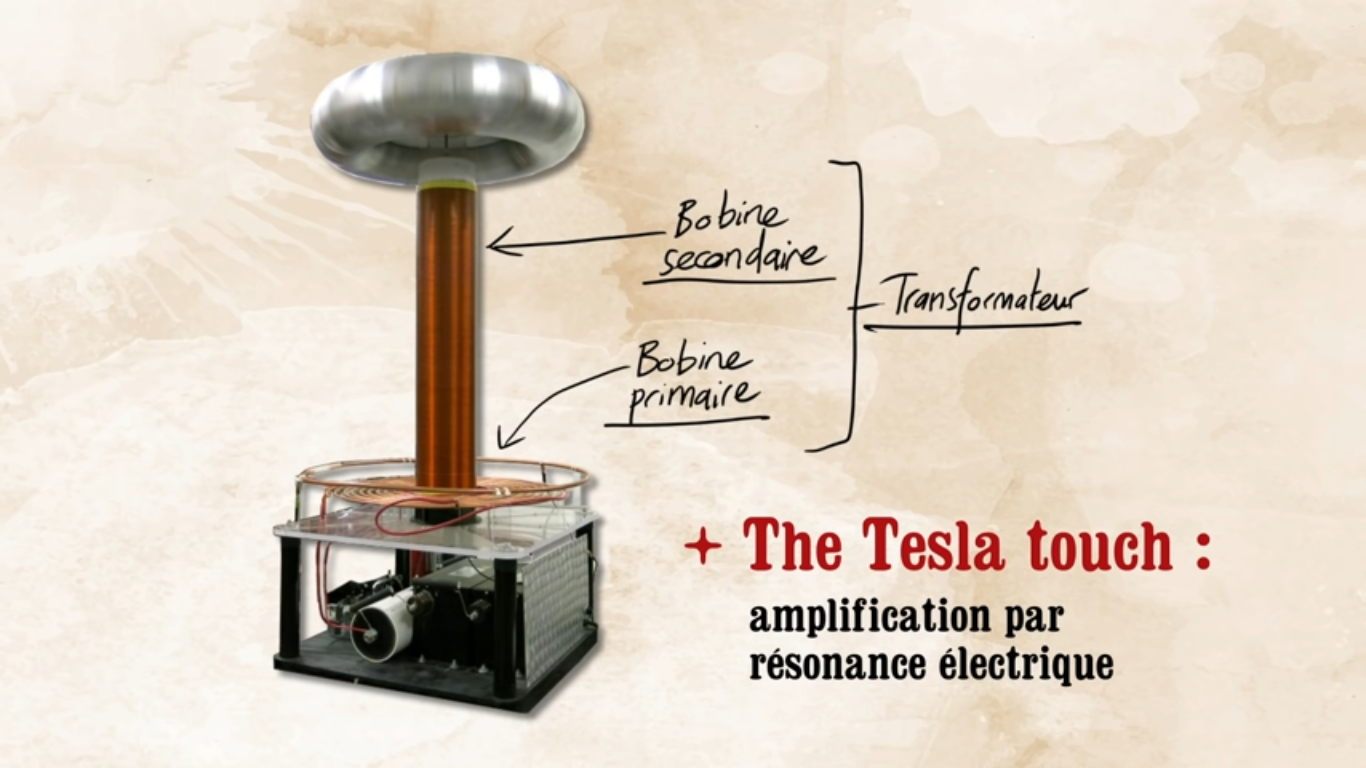 Bobine
secondaire
Transformateur
Bobine
primaire
+ The Tesla touch :
amplification par
résonance électrique